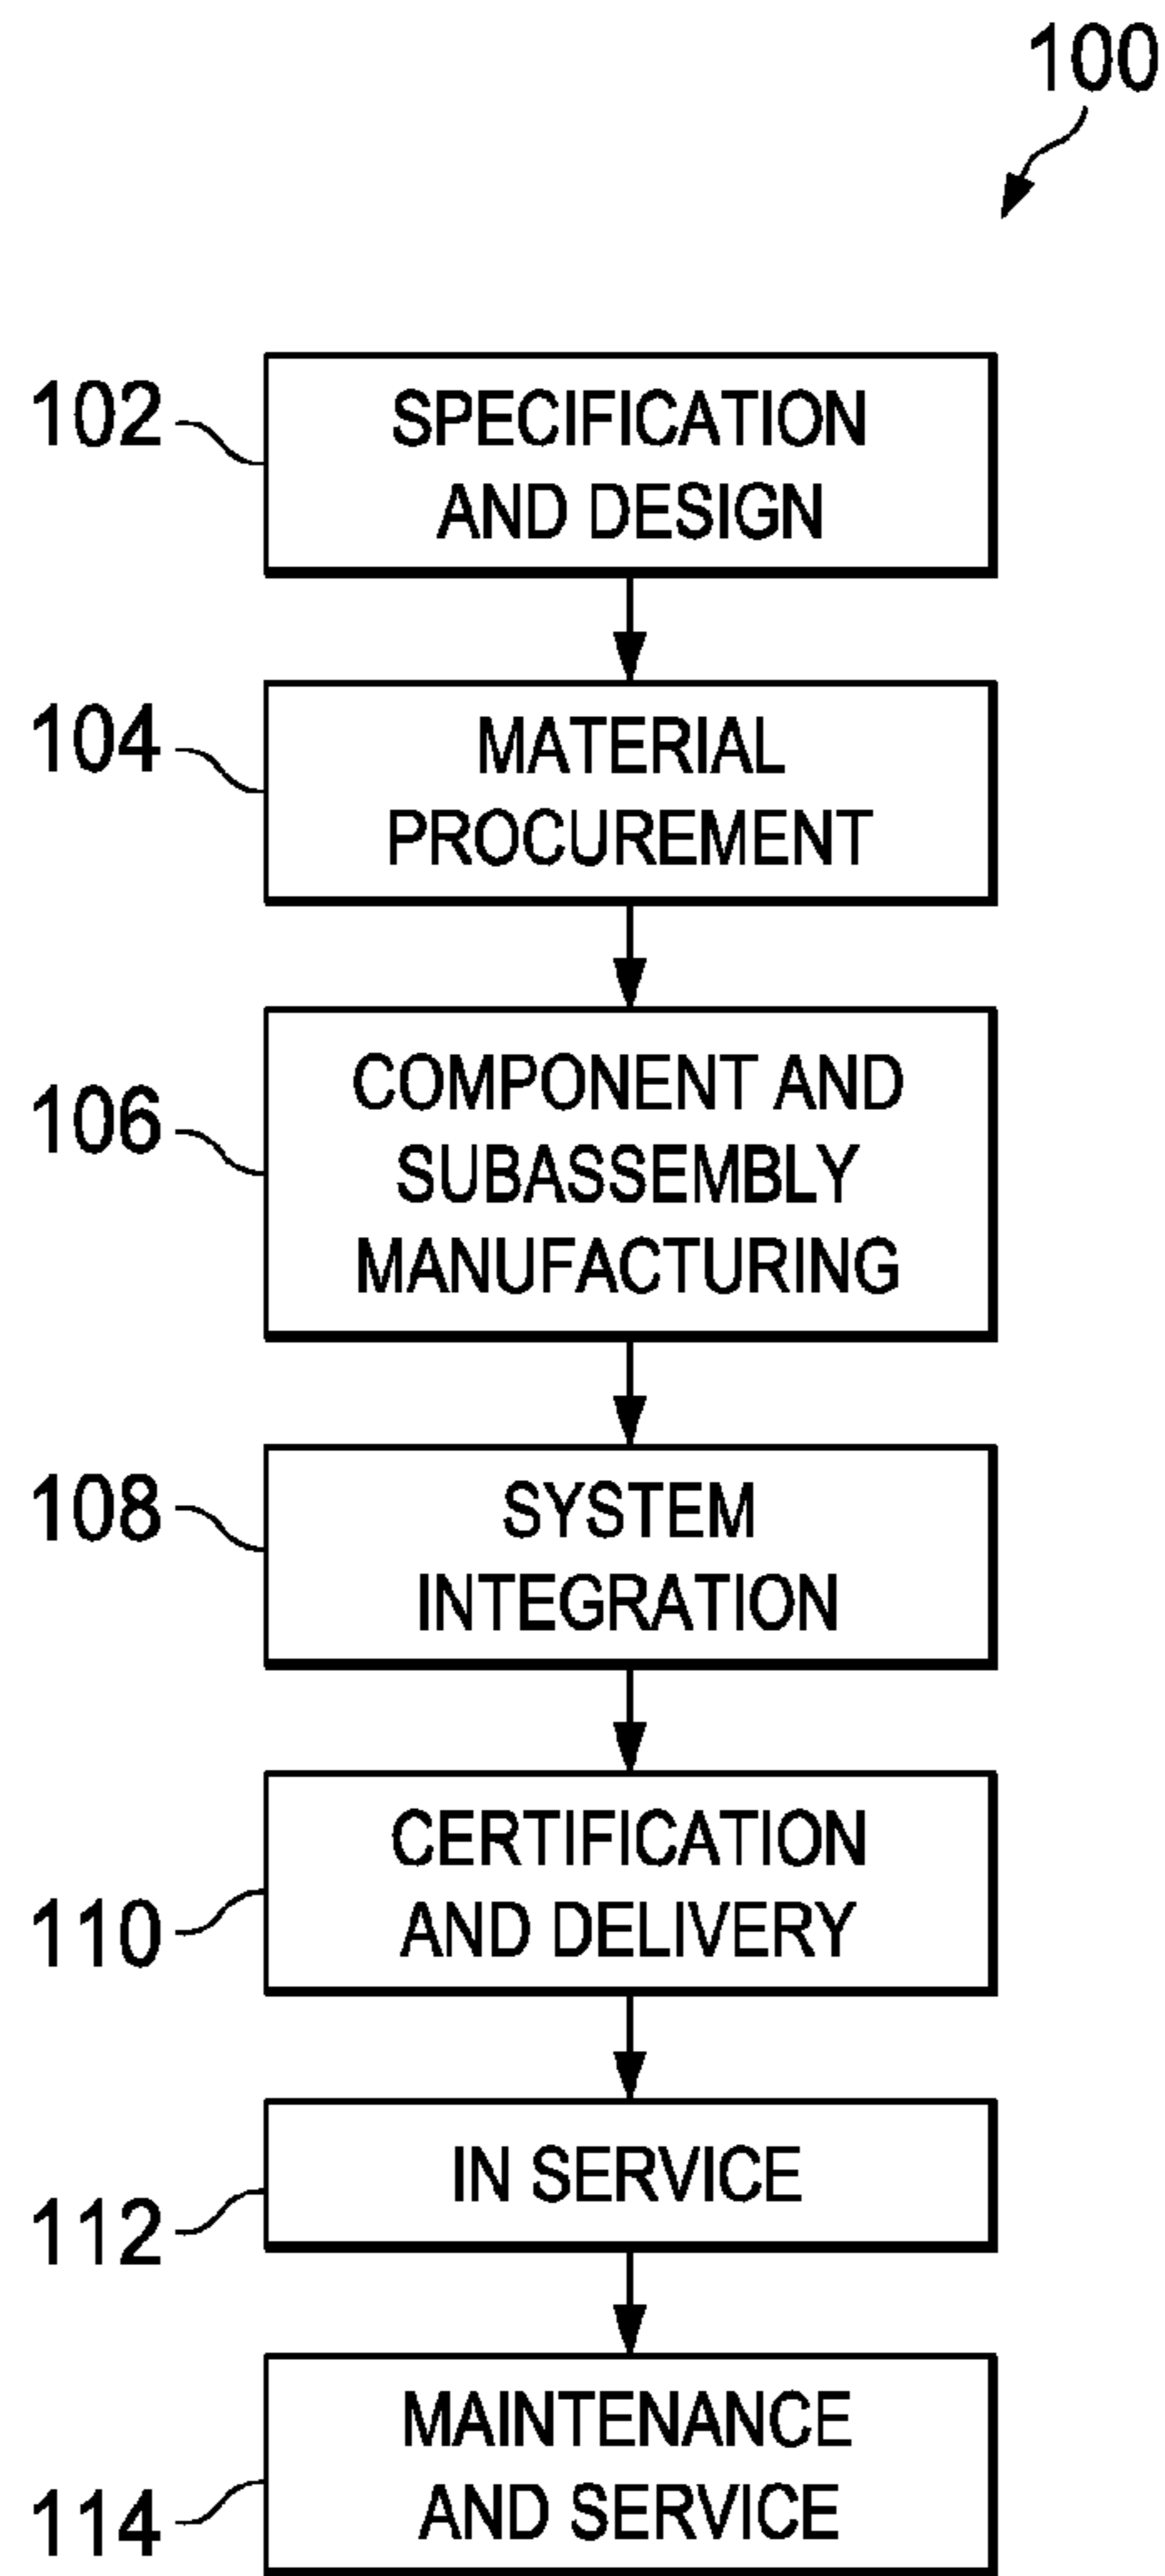 100
102
SPECIFICATION
AND DESIGN
104
MATERIAL
PROCUREMENT
106
COMPONENT AND
SUBASSEMBLY
MANUFACTURING
108
SYSTEM
INTEGRATION
110
CERTIFICATION
AND DELIVERY
112
IN SERVICE
114
MAINTENANCE
AND SERVICE